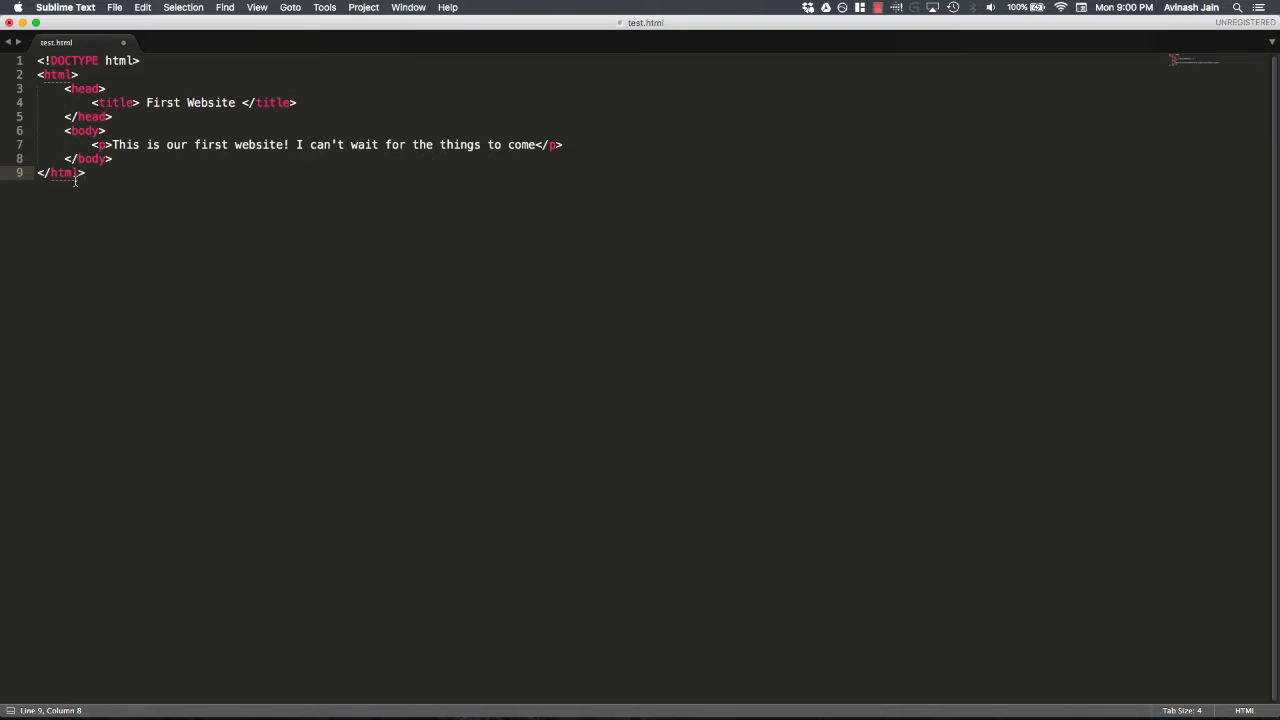 Sublime Text File Edit Selection Find View Goto Tools Project Window Help 100% Mon 9:00 PM Avinash Jain
test.html UNREGISTERED
test.html
1 <!DOCTYPE html>
2 <html>
3 <head>
4 <title> First Website </title>
5 </head>
6 <body>
7 <p>This is our first website! I can't wait for the things to come</p>
8 </body>
9 </html>
Line 9, Column 8 Tab Size: 4 HTML